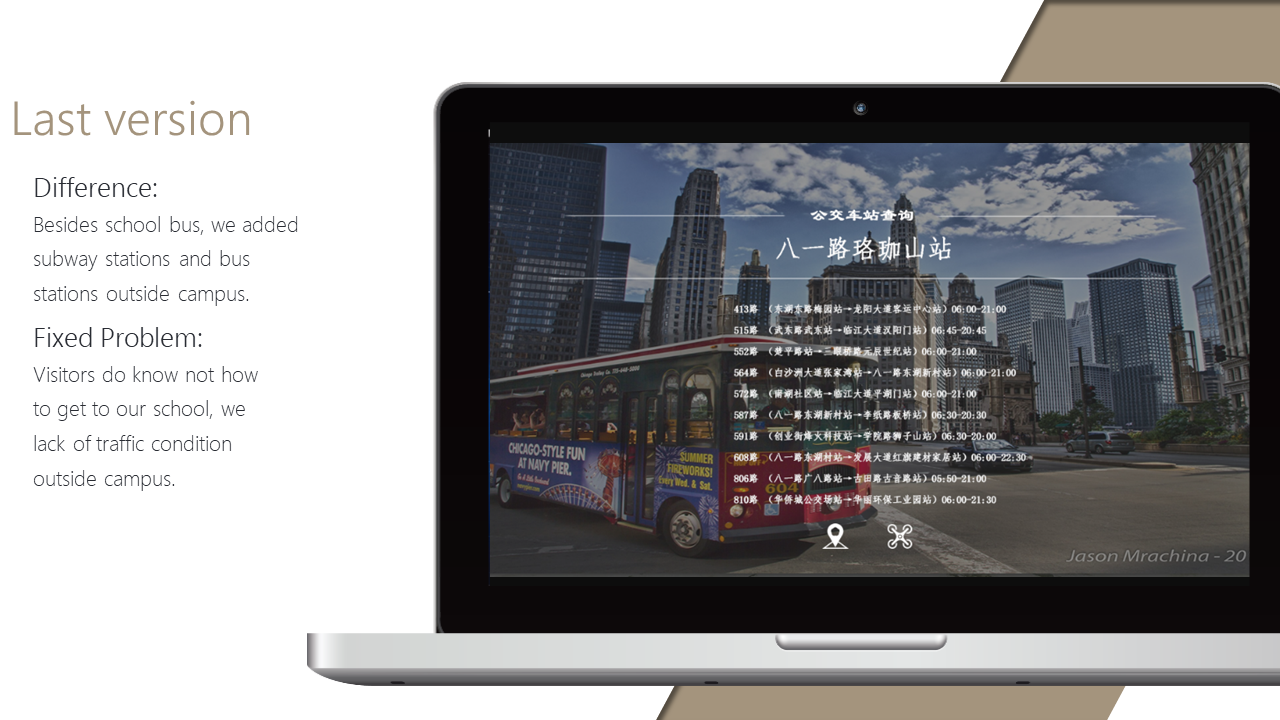 Last version
Difference:
Besides school bus, we added
subway stations and bus
stations outside campus.
Fixed Problem:
Visitors do know not how
to get to our school, we
lack of traffic condition
outside campus.
公交车站查询
八一路珞珈山站
413路 （东湖东路梅园站→龙阳大道客运中心站）06:00-21:00
515路 （武东路武东站→临江大道汉阳门站）06:45-20:45
552路 （楚平路站→三眼桥路元辰世纪站）06:00-21:00
564路 （白沙洲大道张家湾站→八一路东湖新村站）06:00-21:00
572路 （南湖社区站→临江大道平湖门站）06:00-21:00
587路 （八一路东湖新村站→李纸路板桥站）06:30-20:30
591路 （创业街烽火科技站→学院路狮子山站）06:30-20:00
608路 （八一路东湖村站→发展大道红旗建材家居站）06:00-22:30
806路 （八一路广八路站→古田路古音路站）05:50-21:00
810路 （华侨城公交场站→华丽环保工业园站）06:00-21:30
CHICAGO-STYLE FUN
AT NAVY PIER.
SUMMER
FIREWORKS!
Every Wed. & Sat.
604
Jason Mrachina - 20